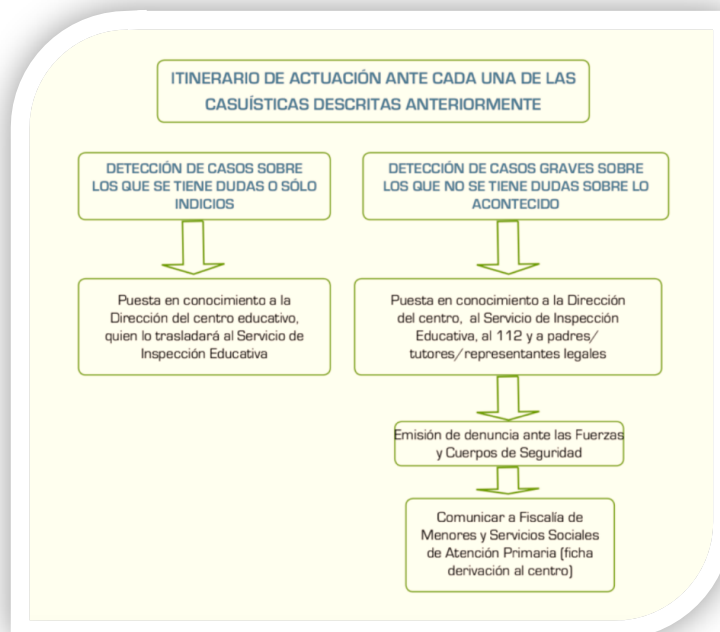 ITINERARIO DE ACTUACIÓN ANTE CADA UNA DE LAS
CASUÍSTICAS DESCRITAS ANTERIORMENTE
DETECCIÓN DE CASOS SOBRE
LOS QUE SE TIENE DUDAS O SÓLO
INDICIOS
DETECCIÓN DE CASOS GRAVES SOBRE
LOS QUE NO SE TIENE DUDAS SOBRE LO
ACONTECIDO
Puesta en conocimiento a la
Dirección del centro educativo,
quien lo trasladará al Servicio de
Inspección Educativa
Puesta en conocimiento a la Dirección
del centro, al Servicio de Inspección
Educativa, al 112 y a padres/
tutores/representantes legales
Emisión de denuncia ante las Fuerzas
y Cuerpos de Seguridad
Comunicar a Fiscalía de
Menores y Servicios Sociales
de Atención Primaria (ficha
derivación al centro)